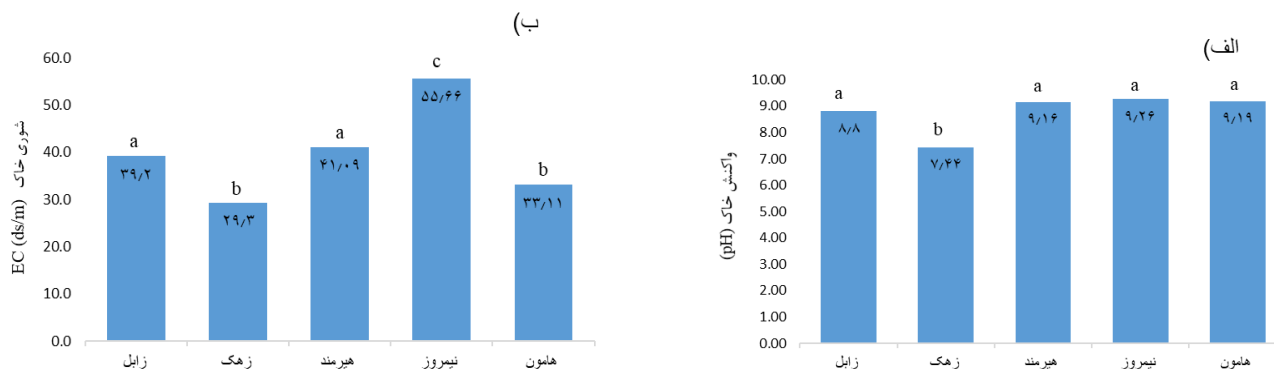 الف)
واکنش خاک (pH)
10.00
9.00
8.00
7.00
6.00
5.00
4.00
3.00
2.00
1.00
0.00
a
b
a
a
a
۸٫۸
۷٫۴۴
۹٫۱۶
۹٫۲۶
۹٫۱۹
زابل
زهک
هیرمند
نیمروز
هامون
ب)
شوری خاک EC (ds/m)
60.0
50.0
40.0
30.0
20.0
10.0
0.0
a
b
a
c
b
۳۹٫۲
۲۹٫۳
۴۱٫۰۹
۵۵٫۶۶
۳۳٫۱۱
زابل
زهک
هیرمند
نیمروز
هامون